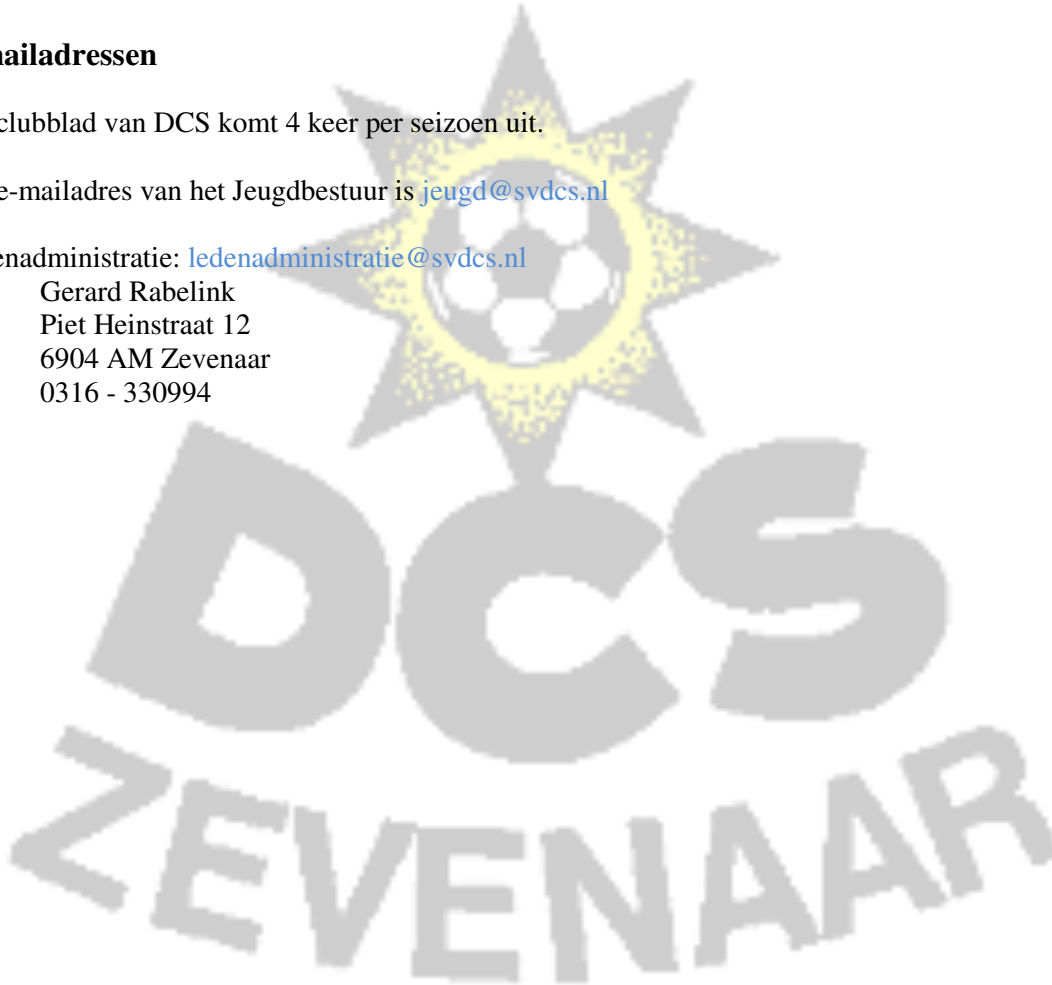 ailadressen
clubblad van DCS komt 4 keer per seizoen uit.
e-mailadres van het Jeugdbestuur is jeugd@svdcs.nl
enadministratie: ledenadministratie@svdcs.nl
Gerard Rabelink
Piet Heinstraat 12
6904 AM Zevenaar
0316 - 330994
DCS
ZEVENAAR